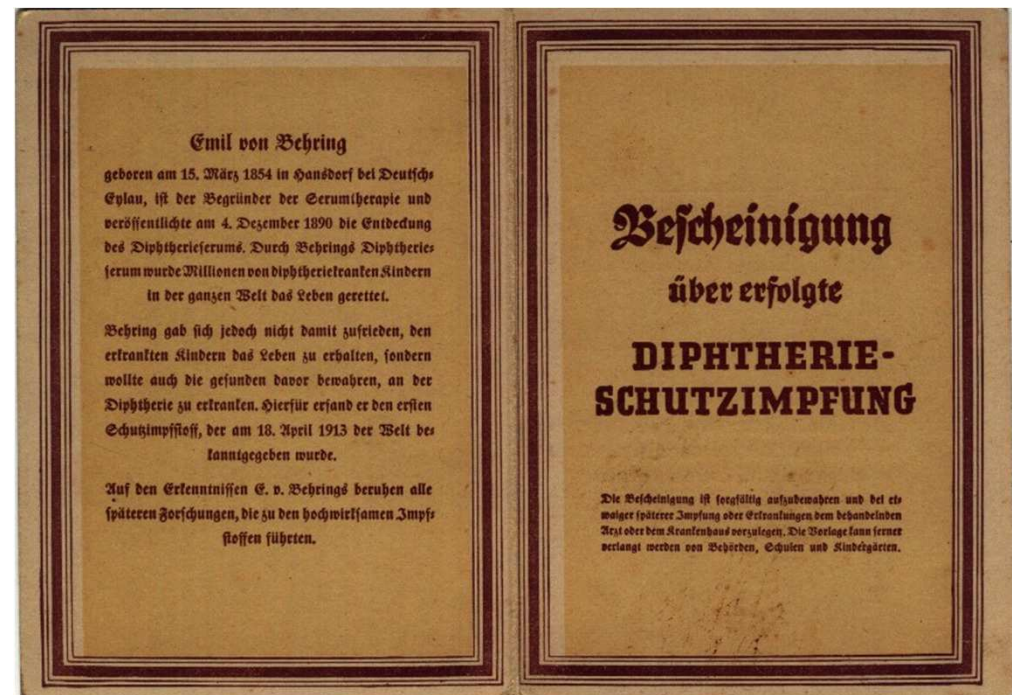 Emil von Behring
geboren am 15. März 1854 in Hansdorf bei Deutsch-
Eylau, ist der Begründer der Serumtherapie und
veröffentlichte am 4. Dezember 1890 die Entdeckung
des Diphtherieserums. Durch Behrings Diphtherie-
serum wurde Millionen von diphtheriekranken Kindern
in der ganzen Welt das Leben gerettet.
Behring gab sich jedoch nicht damit zufrieden, den
erkrankten Kindern das Leben zu erhalten, sondern
wollte auch die gesunden davor bewahren, an der
Diphtherie zu erkranken. Hierfür erfand er den ersten
Schutzimpfstoff, der am 18. April 1913 der Welt be-
kanntgegeben wurde.
Auf den Erkenntnissen E. v. Behrings beruhen alle
späteren Forschungen, die zu den hochwirksamen Impf-
stoffen führten.
Bescheinigung
über erfolgte
DIPHTHERIE-
SCHUTZIMPFUNG
Die Bescheinigung ist sorgfältig aufzubewahren und bei et-
waiger späterer Impfung oder Erkrankungen dem behandelnden
Arzt oder dem Krankenhaus vorzulegen. Die Vorlage kann ferner
verlangt werden von Behörden, Schulen und Kindergärten.